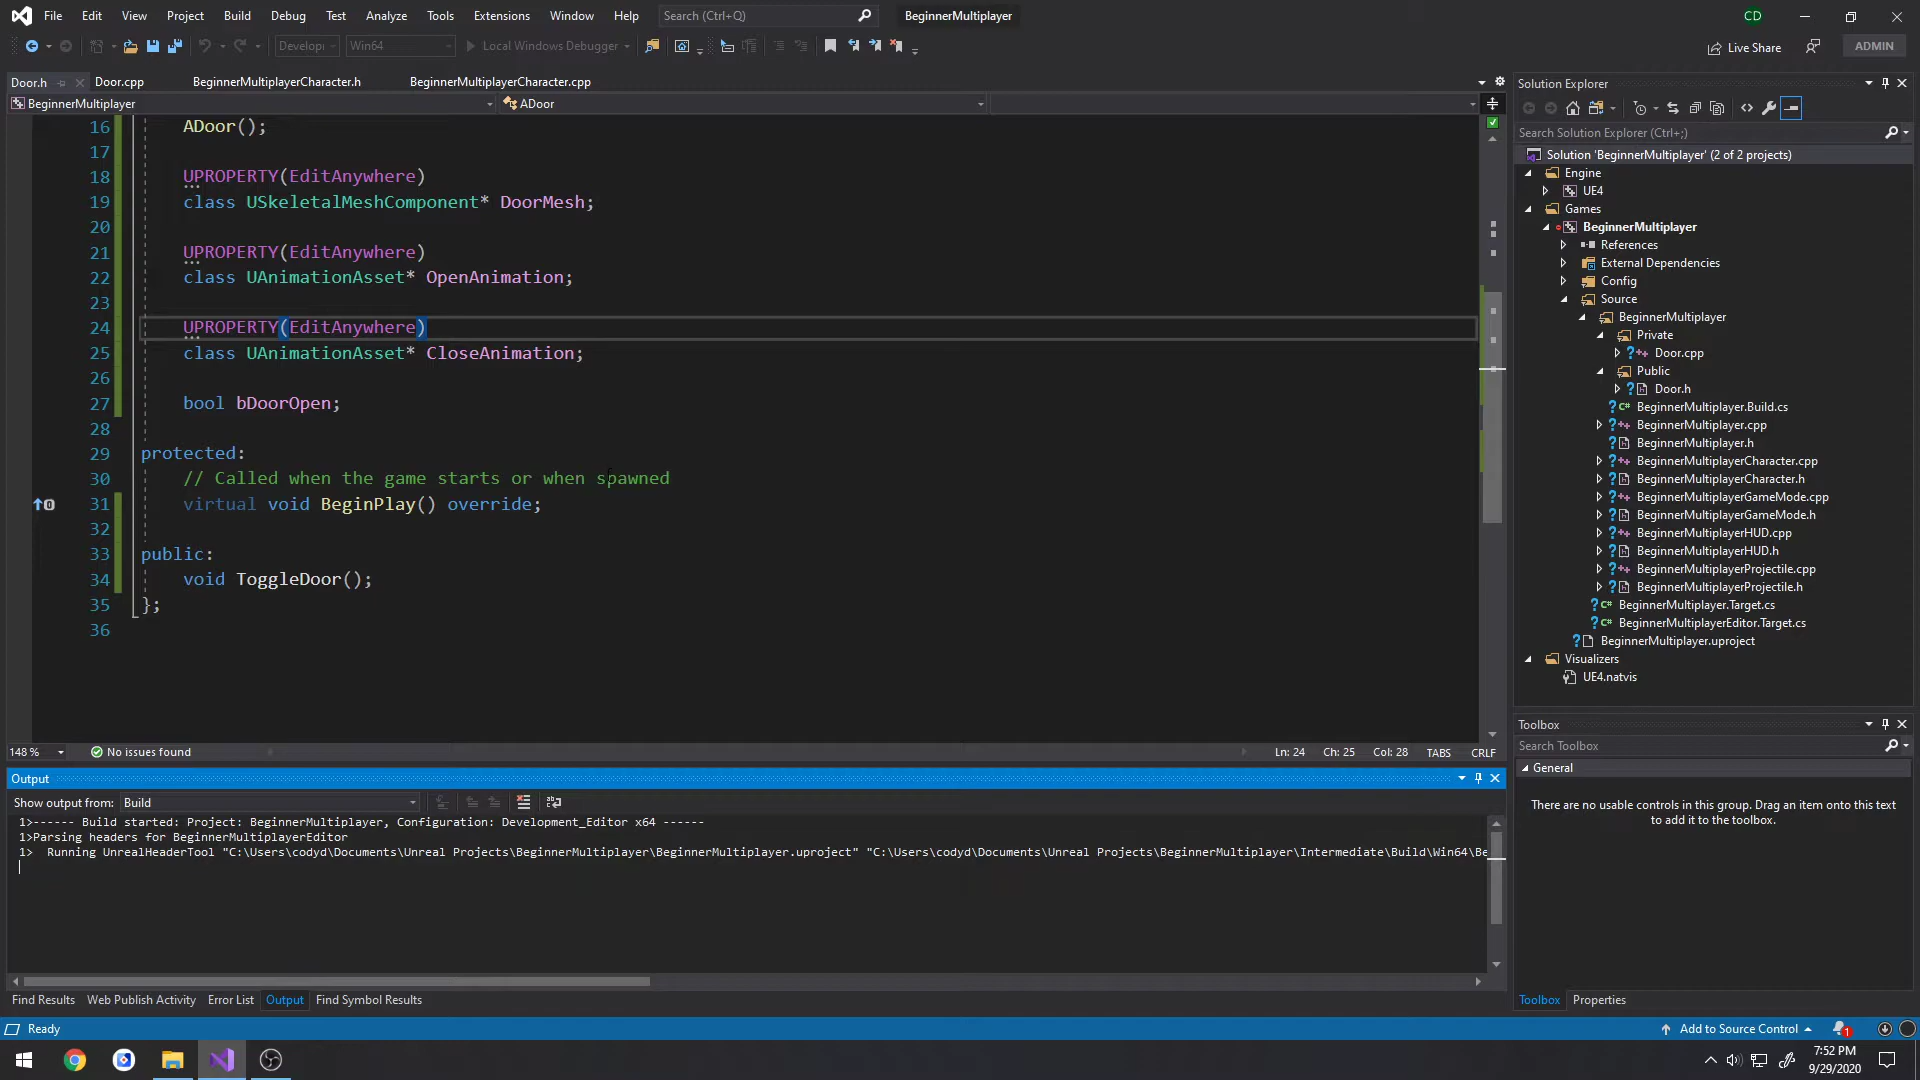 File Edit View Project Build Debug Test Analyze Tools Extensions Window Help Search (Ctrl+Q) BeginnerMultiplayer CD
Develop Win64 Local Windows Debugger Live Share ADMIN
Door.h Door.cpp BeginnerMultiplayerCharacter.h BeginnerMultiplayerCharacter.cpp
BeginnerMultiplayer ADoor
16 ADoor();
17
18 UPROPERTY(EditAnywhere)
19 class USkeletalMeshComponent* DoorMesh;
20
21 UPROPERTY(EditAnywhere)
22 class UAnimationAsset* OpenAnimation;
23
24 UPROPERTY(EditAnywhere)
25 class UAnimationAsset* CloseAnimation;
26
27 bool bDoorOpen;
28
29 protected:
30 // Called when the game starts or when spawned
31 virtual void BeginPlay() override;
32
33 public:
34 void ToggleDoor();
35 };
36
148 % No issues found Ln: 24 Ch: 25 Col: 28 TABS CRLF
Output
Show output from: Build
1>------ Build started: Project: BeginnerMultiplayer, Configuration: Development_Editor x64 ------
1>Parsing headers for BeginnerMultiplayerEditor
1> Running UnrealHeaderTool "C:\Users\codyd\Documents\Unreal Projects\BeginnerMultiplayer\BeginnerMultiplayer.uproject" "C:\Users\codyd\Documents\Unreal Projects\BeginnerMultiplayer\Intermediate\Build\Win64\Be
Find Results Web Publish Activity Error List Output Find Symbol Results
Solution Explorer
Search Solution Explorer (Ctrl+;)
Solution 'BeginnerMultiplayer' (2 of 2 projects)
Engine
UE4
Games
BeginnerMultiplayer
References
External Dependencies
Config
Source
BeginnerMultiplayer
Private
Door.cpp
Public
Door.h
BeginnerMultiplayer.Build.cs
BeginnerMultiplayer.cpp
BeginnerMultiplayer.h
BeginnerMultiplayerCharacter.cpp
BeginnerMultiplayerCharacter.h
BeginnerMultiplayerGameMode.cpp
BeginnerMultiplayerGameMode.h
BeginnerMultiplayerHUD.cpp
BeginnerMultiplayerHUD.h
BeginnerMultiplayerProjectile.cpp
BeginnerMultiplayerProjectile.h
BeginnerMultiplayer.Target.cs
BeginnerMultiplayerEditor.Target.cs
BeginnerMultiplayer.uproject
Visualizers
UE4.natvis
Toolbox
Search Toolbox
General
There are no usable controls in this group. Drag an item onto this text
to add it to the toolbox.
Toolbox Properties
Ready Add to Source Control 1
7:52 PM
9/29/2020